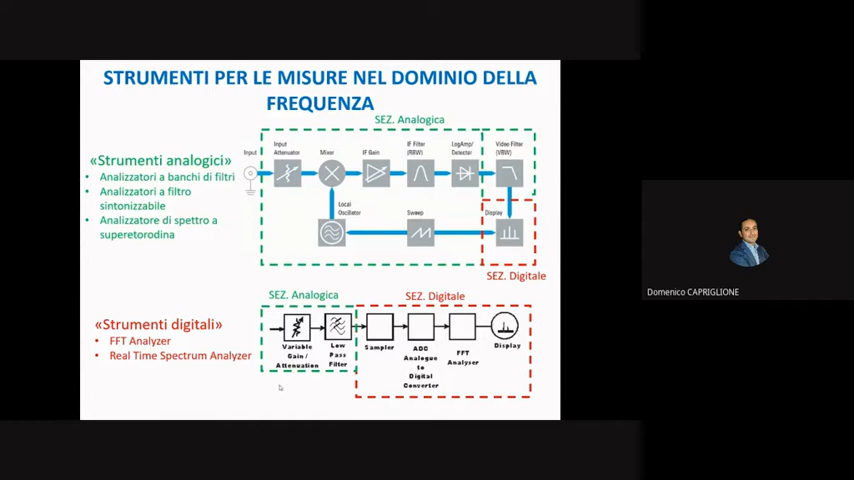 STRUMENTI PER LE MISURE NEL DOMINIO DELLA
FREQUENZA
SEZ. Analogica
«Strumenti analogici»
• Analizzatori a banchi di filtri
• Analizzatori a filtro
sintonizzabile
• Analizzatore di spettro a
superetorodina
Input
Input
Attenuator
Mixer
IF Gain
IF Filter
(RBW)
LogAmp/
Detector
Video Filter
(VBW)
Local
Oscillator
Sweep
Display
SEZ. Digitale
SEZ. Analogica
SEZ. Digitale
«Strumenti digitali»
• FFT Analyzer
• Real Time Spectrum Analyzer
Variable
Gain /
Attenuation
Low
Pass
Filter
Sampler
ADC
Analogue
to
Digital
Converter
FFT
Analyser
Display
Domenico CAPRIGLIONE